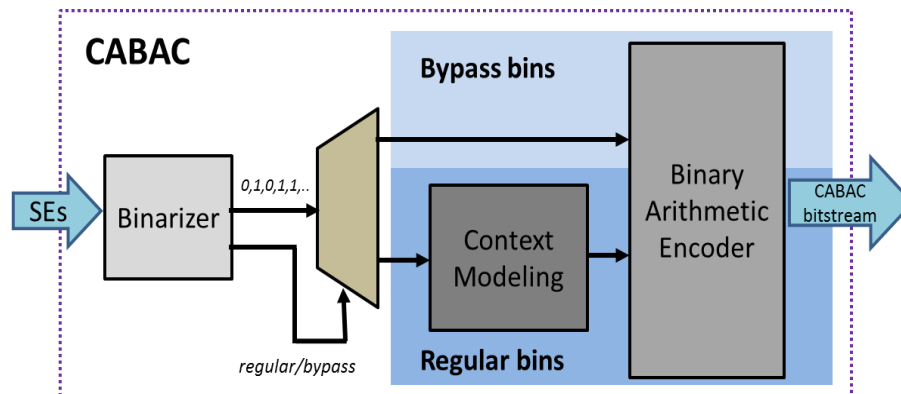 CABAC
Bypass bins
0,1,0,1,1,..
SEs
Binarizer
Context
Modeling
Binary
Arithmetic
Encoder
CABAC
bitstream
regular/bypass
Regular bins